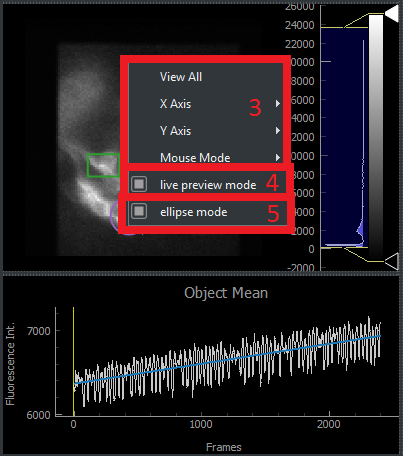 26000
24000
22000
20000
18000
16000
14000
12000
10000
8000
6000
4000
2000
0
-2000
View All
X Axis 3
Y Axis
Mouse Mode
live preview mode 4
ellipse mode 5
Object Mean
Fluorescence Int.
7000
6000
0 1000 2000
Frames